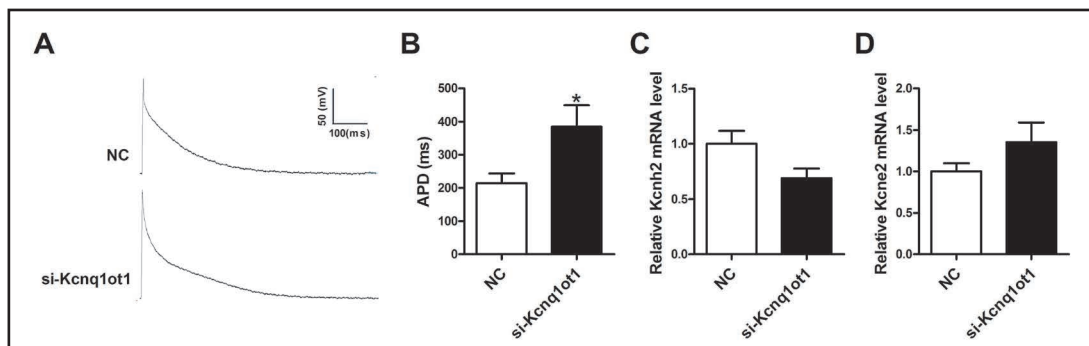 A
NC
si-Kcnq1ot1
50 (mV)
100(ms)
B
APD (ms)
500
400
300
200
100
0
*
NC
si-Kcnq1ot1
C
Relative Kcnh2 mRNA level
1.5
1.0
0.5
0.0
NC
si-Kcnq1ot1
D
Relative Kcne2 mRNA level
2.0
1.5
1.0
0.5
0.0
NC
si-Kcnq1ot1